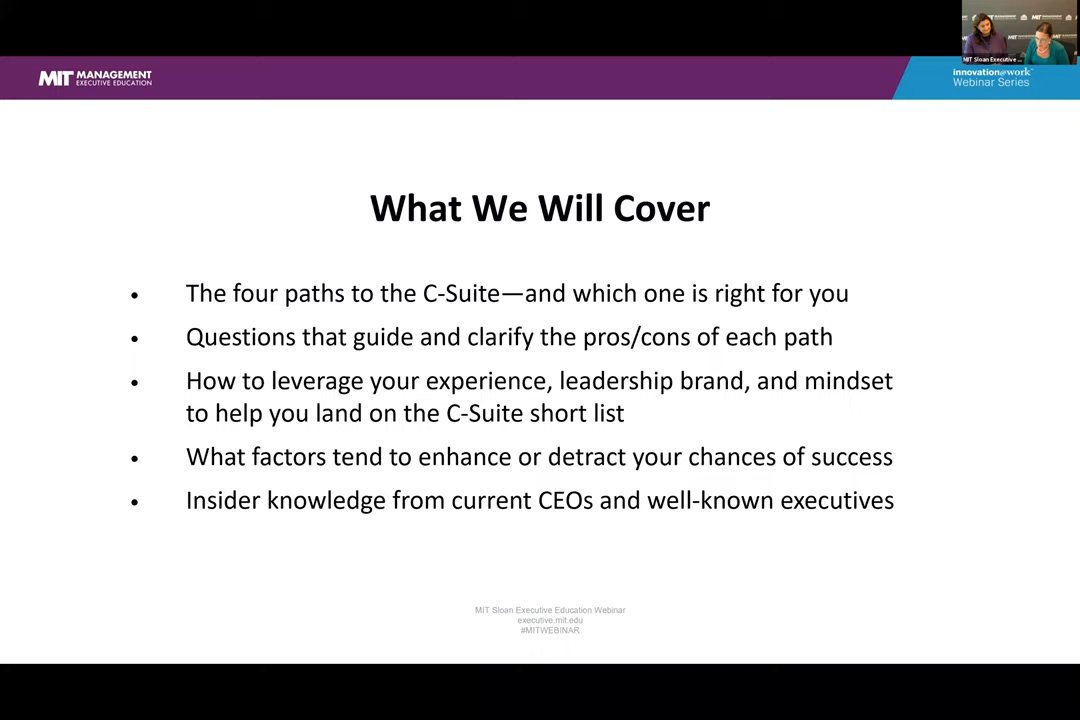 MIT MANAGEMENT
EXECUTIVE EDUCATION
MIT Sloan Executive ...
innovation@work™
Webinar Series
What We Will Cover
• The four paths to the C-Suite—and which one is right for you
• Questions that guide and clarify the pros/cons of each path
• How to leverage your experience, leadership brand, and mindset
to help you land on the C-Suite short list
• What factors tend to enhance or detract your chances of success
• Insider knowledge from current CEOs and well-known executives
MIT Sloan Executive Education Webinar
executive.mit.edu
#MITWEBINAR